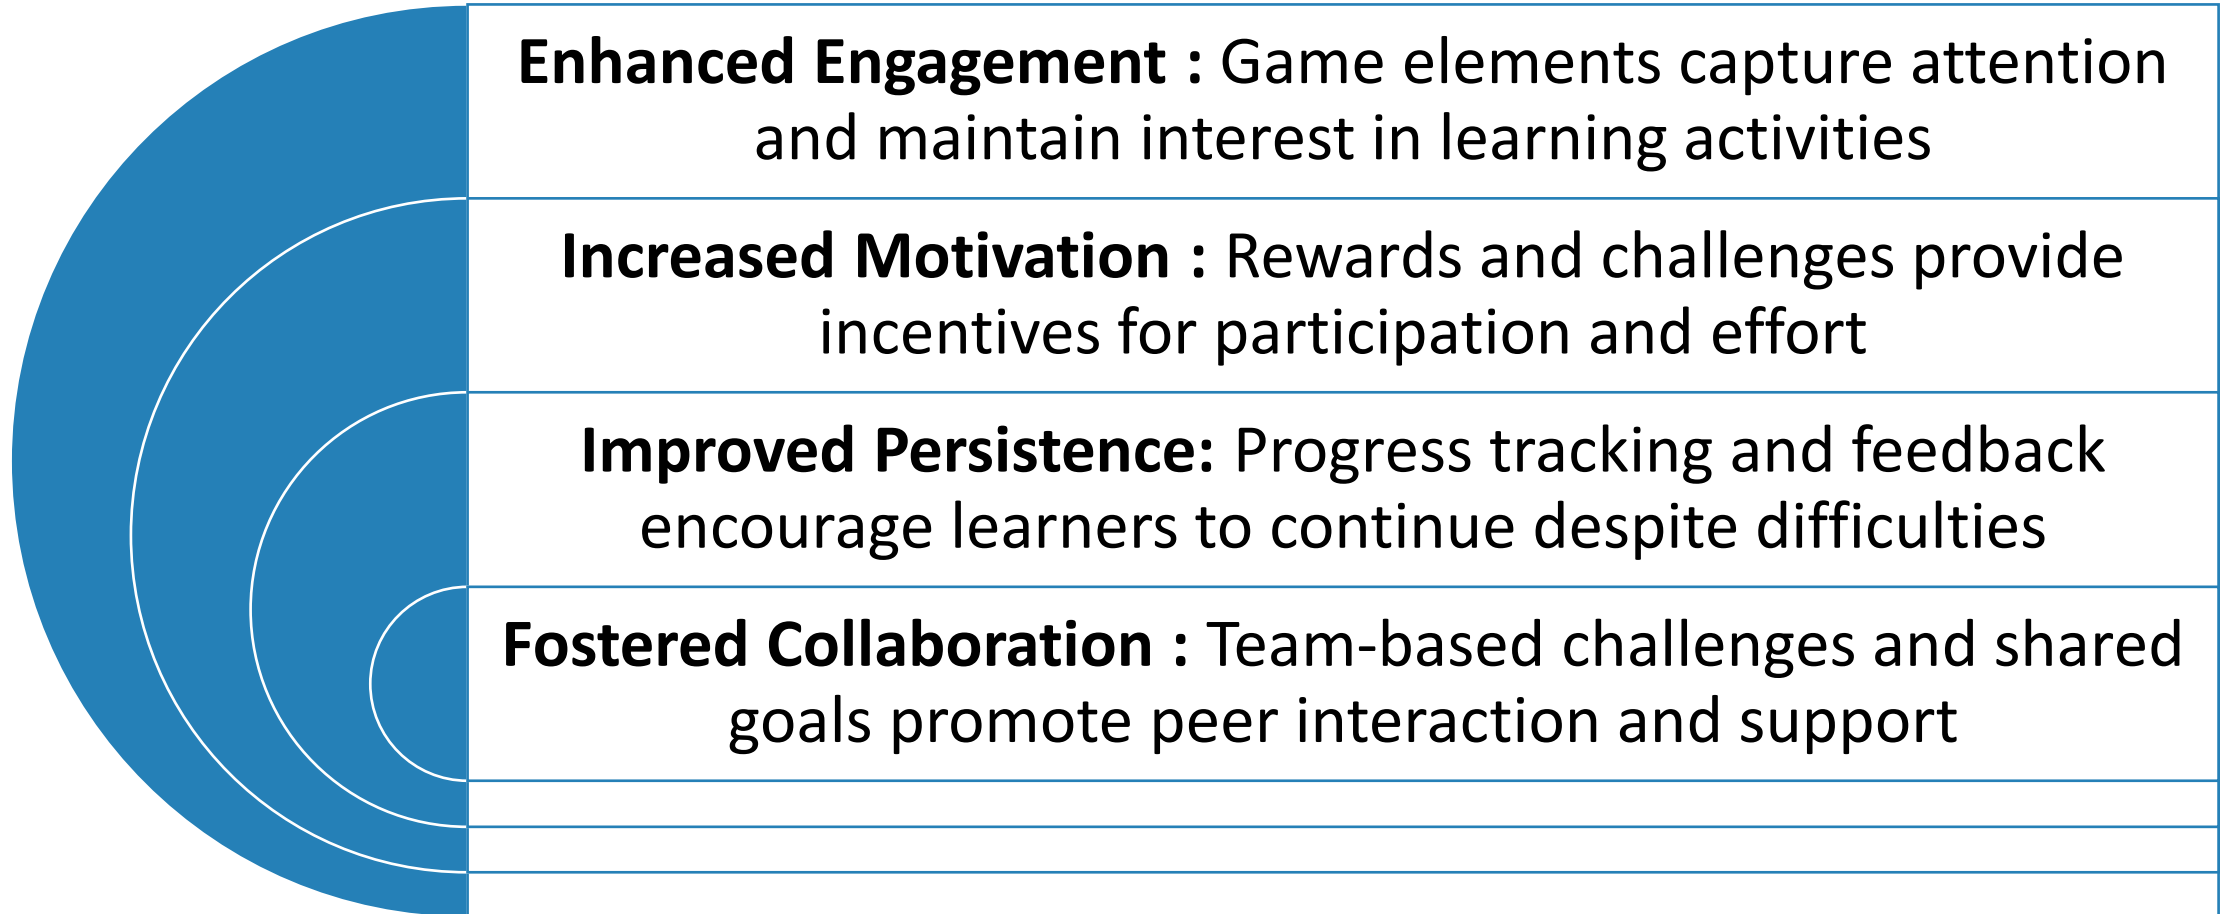 Enhanced Engagement : Game elements capture attention
and maintain interest in learning activities
Increased Motivation : Rewards and challenges provide
incentives for participation and effort
Improved Persistence: Progress tracking and feedback
encourage learners to continue despite difficulties
Fostered Collaboration : Team-based challenges and shared
goals promote peer interaction and support